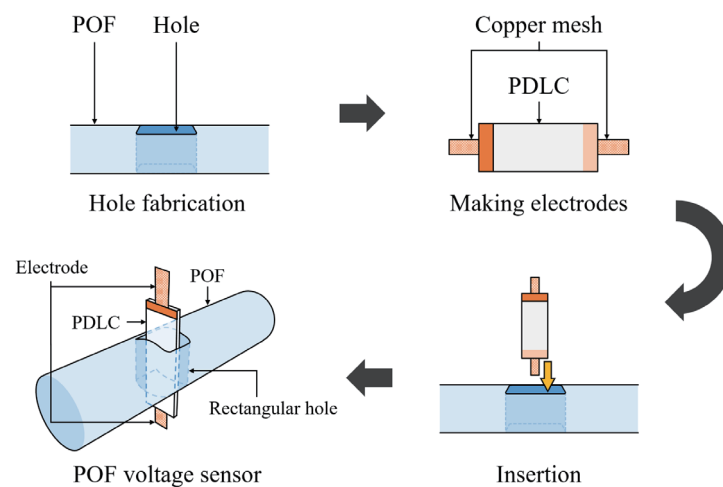 POF
Hole
Hole fabrication
Copper mesh
PDLC
Making electrodes
Electrode
POF
PDLC
Rectangular hole
POF voltage sensor
Insertion